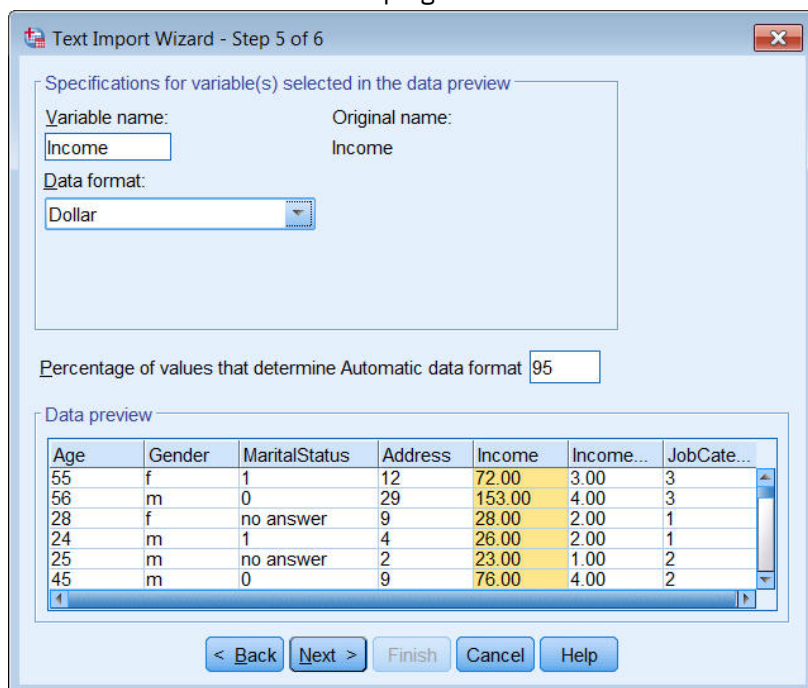 Text Import Wizard - Step 5 of 6
Specifications for variable(s) selected in the data preview
Variable name: Original name:
Income Income
Data format:
Dollar
Percentage of values that determine Automatic data format 95
Data preview
Age Gender MaritalStatus Address Income Income... JobCate...
55 f 1 12 72.00 3.00 3
56 m 0 29 153.00 4.00 3
28 f no answer 9 28.00 2.00 1
24 m 1 4 26.00 2.00 1
25 m no answer 2 23.00 1.00 2
45 m 0 9 76.00 4.00 2
< Back Next > Finish Cancel Help